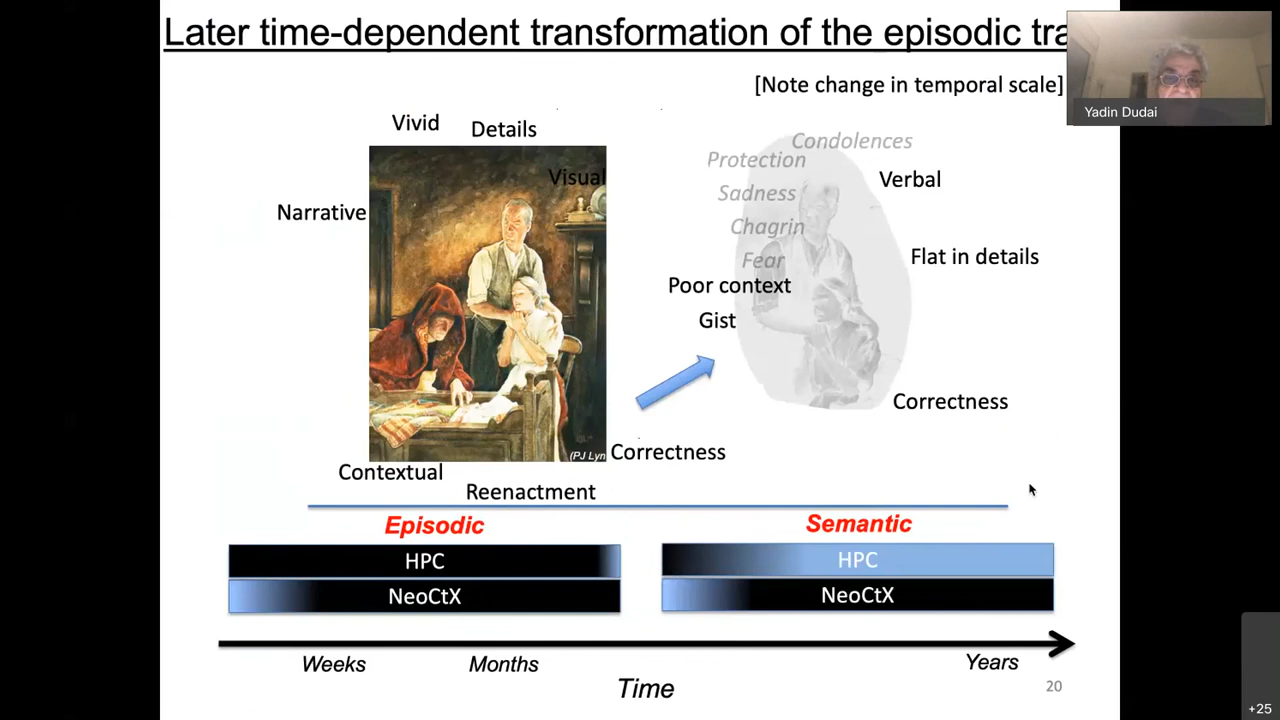 Later time-dependent transformation of the episodic
[Note change in temporal scale]
Yadin Dudai
Vivid
Details
Visual
Narrative
(PJ Lyn
Contextual
Reenactment
Correctness
Condolences
Protection
Sadness
Chagrin
Fear
Verbal
Flat in details
Poor context
Gist
Correctness
Episodic
Semantic
HPC
NeoCtX
HPC
NeoCtX
Weeks
Months
Years
Time
20
+25